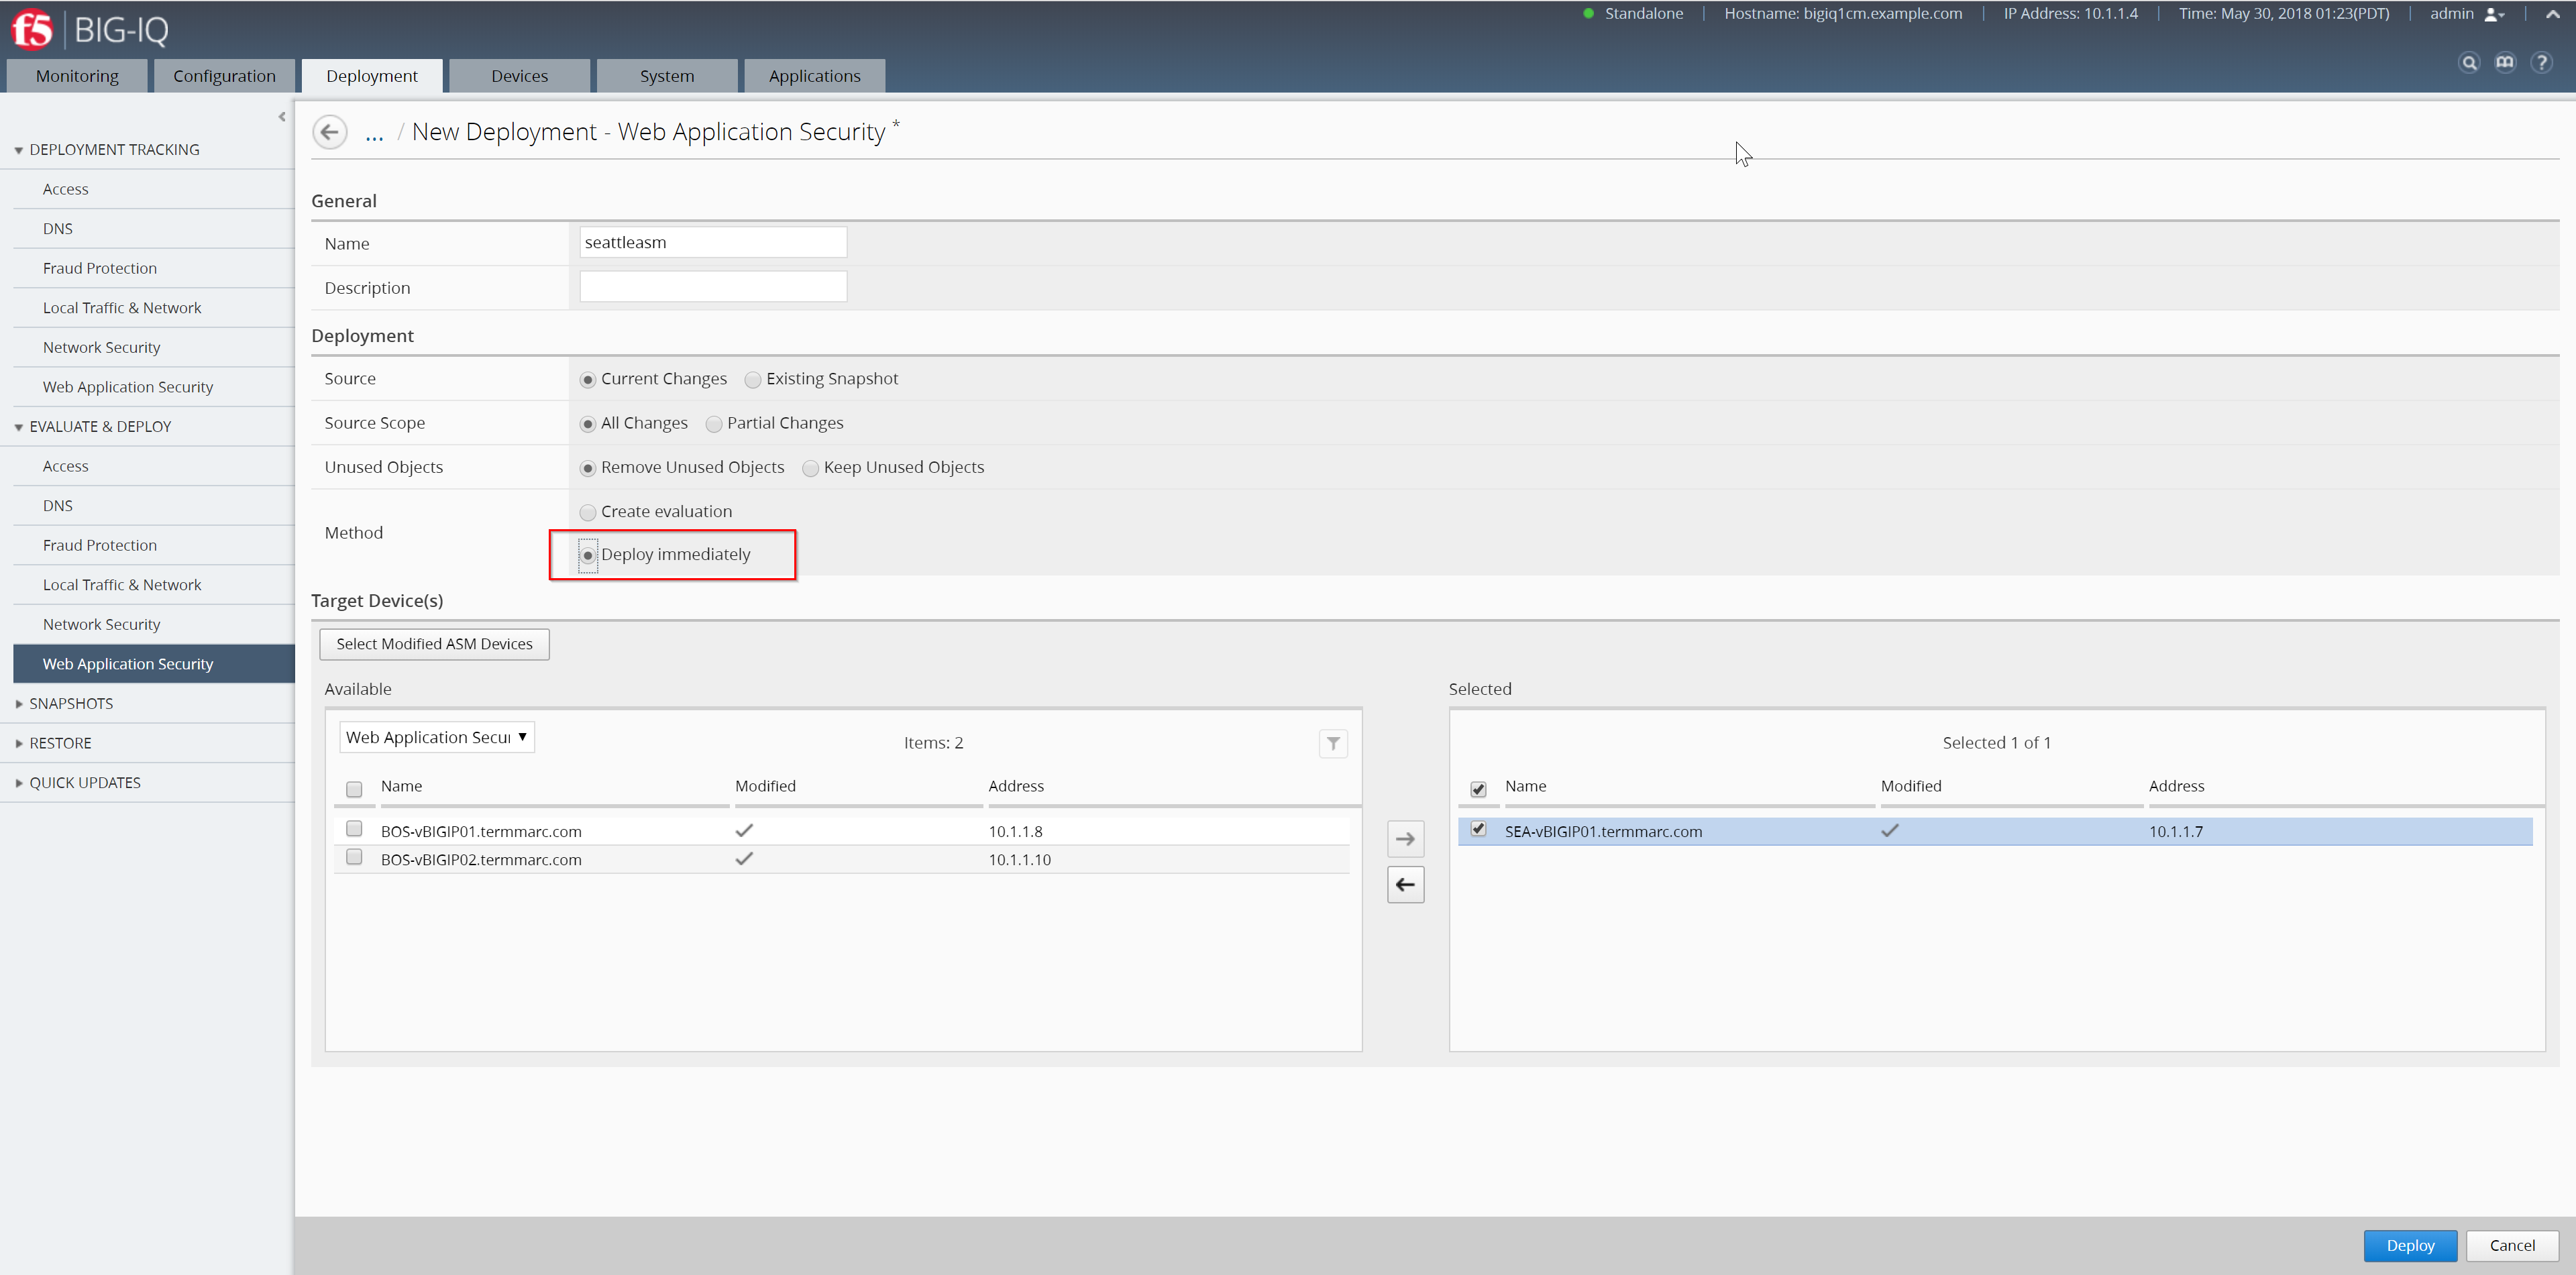 f5 BIG-IQ
Standalone Hostname: bigiq1cm.example.com IP Address: 10.1.1.4 Time: May 30, 2018 01:23(PDT) admin
Monitoring Configuration Deployment Devices System Applications
DEPLOYMENT TRACKING
Access
DNS
Fraud Protection
Local Traffic & Network
Network Security
Web Application Security
EVALUATE & DEPLOY
Access
DNS
Fraud Protection
Local Traffic & Network
Network Security
Web Application Security
SNAPSHOTS
RESTORE
QUICK UPDATES
... / New Deployment - Web Application Security *
General
Name seattleasm
Description
Deployment
Source Current Changes Existing Snapshot
Source Scope All Changes Partial Changes
Unused Objects Remove Unused Objects Keep Unused Objects
Method Create evaluation
Deploy immediately
Target Device(s)
Select Modified ASM Devices
Available
Web Application Secu
Items: 2
Name Modified Address
BOS-vBIGIP01.termmarc.com 10.1.1.8
BOS-vBIGIP02.termmarc.com 10.1.1.10
Selected
Selected 1 of 1
Name Modified Address
SEA-vBIGIP01.termmarc.com 10.1.1.7
Deploy Cancel